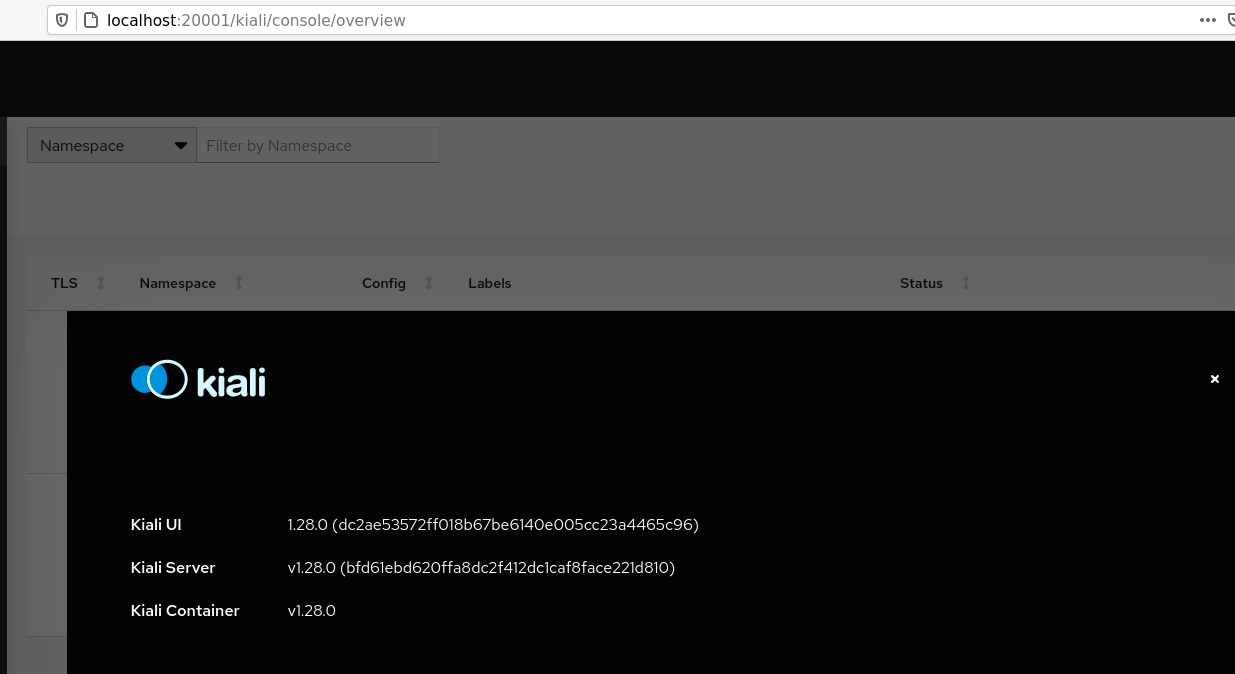 localhost:20001/kiali/console/overview
Namespace Filter by Namespace
TLS Namespace Config Labels Status
kiali
Kiali UI 1.28.0 (dc2ae53572ff018b67be6140e005cc23a4465c96)
Kiali Server v1.28.0 (bfd61ebd620ffa8dc2f412dc1caf8face221d810)
Kiali Container v1.28.0